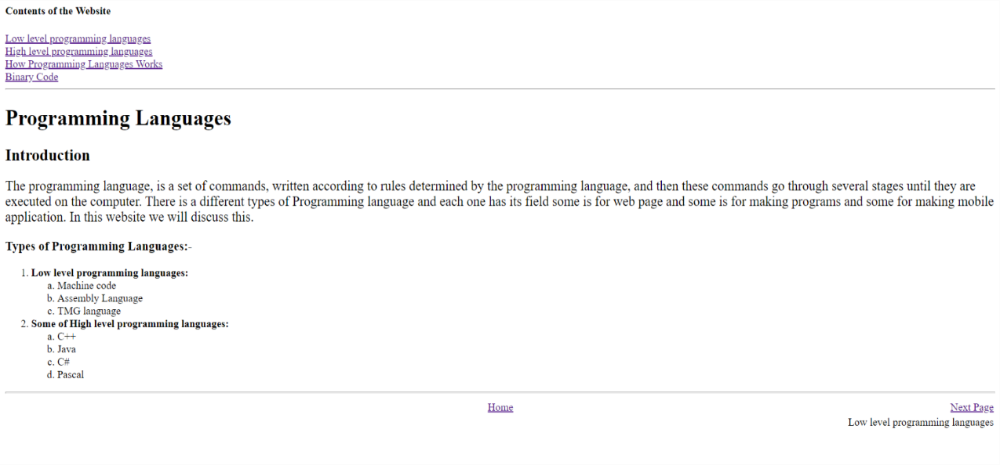 Contents of the Website
Low level programming languages
High level programming languages
How Programming Languages Works
Binary Code
Programming Languages
Introduction
The programming language, is a set of commands, written according to rules determined by the programming language, and then these commands go through several stages until they are
executed on the computer. There is a different types of Programming language and each one has its field some is for web page and some is for making programs and some for making mobile
application. In this website we will discuss this.
Types of Programming Languages:-
1. Low level programming languages:
a. Machine code
b. Assembly Language
c. TMG language
2. Some of High level programming languages:
a. C++
b. Java
c. C#
d. Pascal
Home
Next Page
Low level programming languages